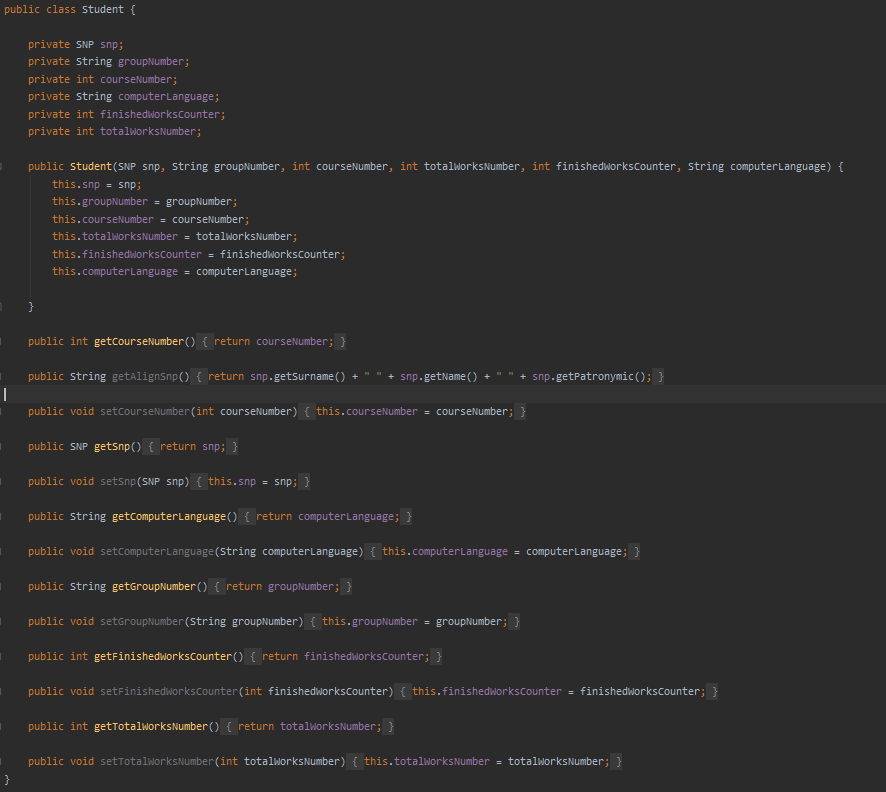 public class Student {
private SNP snp;
private String groupNumber;
private int courseNumber;
private String computerLanguage;
private int finishedWorksCounter;
private int totalWorksNumber;
public Student(SNP snp, String groupNumber, int courseNumber, int totalWorksNumber, int finishedWorksCounter, String computerLanguage) {
this.snp = snp;
this.groupNumber = groupNumber;
this.courseNumber = courseNumber;
this.totalWorksNumber = totalWorksNumber;
this.finishedWorksCounter = finishedWorksCounter;
this.computerLanguage = computerLanguage;
}
public int getCourseNumber() { return courseNumber; }
public String getAlignSnp() { return snp.getSurname() + " " + snp.getName() + " " + snp.getPatronymic(); }
public void setCourseNumber(int courseNumber) { this.courseNumber = courseNumber; }
public SNP getSnp() { return snp; }
public void setSnp(SNP snp) { this.snp = snp; }
public String getComputerLanguage() { return computerLanguage; }
public void setComputerLanguage(String computerLanguage) { this.computerLanguage = computerLanguage; }
public String getGroupNumber() { return groupNumber; }
public void setGroupNumber(String groupNumber) { this.groupNumber = groupNumber; }
public int getFinishedWorksCounter() { return finishedWorksCounter; }
public void setFinishedWorksCounter(int finishedWorksCounter) { this.finishedWorksCounter = finishedWorksCounter; }
public int getTotalWorksNumber() { return totalWorksNumber; }
public void setTotalWorksNumber(int totalWorksNumber) { this.totalWorksNumber = totalWorksNumber; }
}